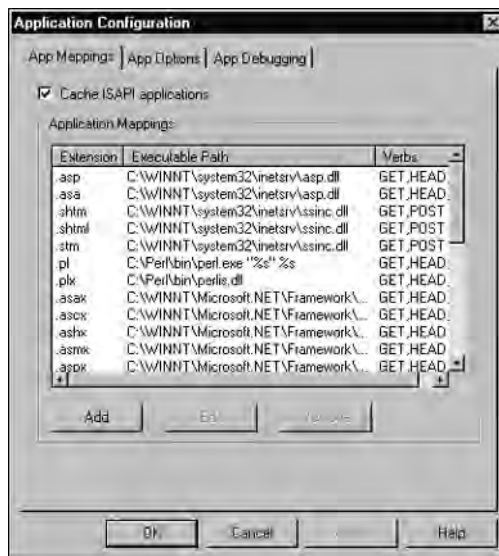 Application Configuration
App Mappings App Options App Debugging
Cache ISAPI applications
Application Mappings
Extension Executable Path Verbs
.asp C:\WINNT\system32\inetsrv\asp.dll GET,HEAD,
.asa C:\WINNT\system32\inetsrv\asp.dll GET,HEAD,
.shtm C:\WINNT\system32\inetsrv\ssinc.dll GET,POST
.shtml C:\WINNT\system32\inetsrv\ssinc.dll GET,POST
.stm C:\WINNT\system32\inetsrv\ssinc.dll GET,POST
.pl C:\Perl\bin\perl.exe "%s" %s GET,HEAD,
.plx C:\Perl\bin\perlis.dll GET,HEAD,
.asax C:\WINNT\Microsoft.NET\Framework\... GET,HEAD,
.ascx C:\WINNT\Microsoft.NET\Framework\... GET,HEAD,
.ashx C:\WINNT\Microsoft.NET\Framework\... GET,HEAD,
.asmx C:\WINNT\Microsoft.NET\Framework\... GET,HEAD,
.aspx C:\WINNT\Microsoft.NET\Framework\... GET,HEAD,
Add Edit Remove
OK Cancel Help